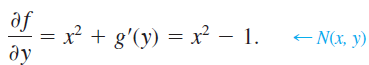 ∂f/∂y = x² + g′(y) = x² − 1. ← N(x, y)